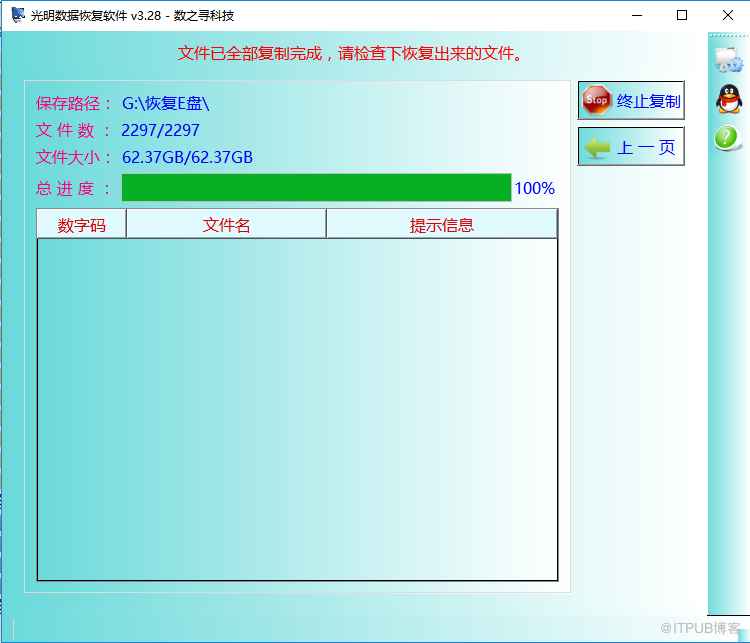 光明数据恢复软件 v3.28 - 数之寻科技
文件已全部复制完成，请检查下恢复出来的文件。
保存路径： G:\恢复E盘\
文 件 数 ： 2297/2297
文件大小： 62.37GB/62.37GB
总 进 度 ： 100%
数字码 文件名 提示信息
Stop 终止复制
上 一 页
@ITPUB博客